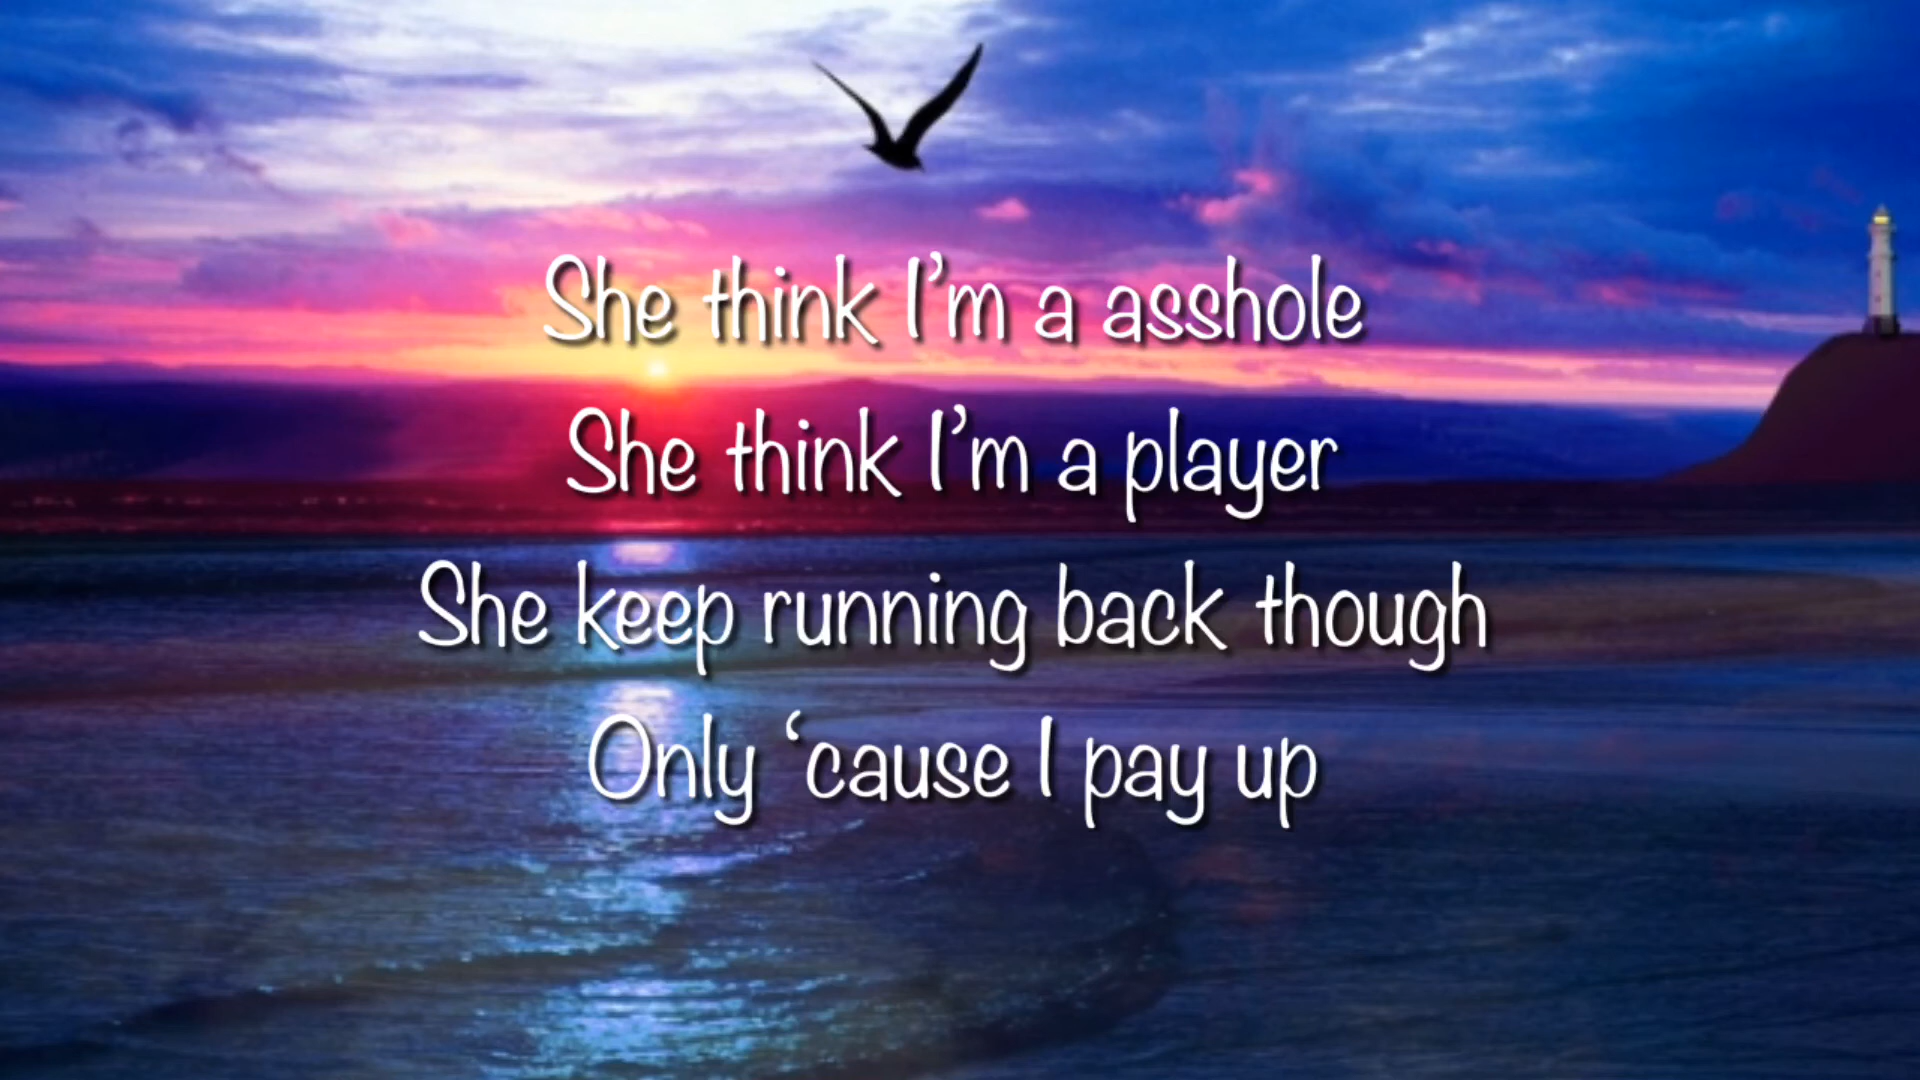 She think I’m a asshole
She think I’m a player
She keep running back though
Only ‘cause I pay up